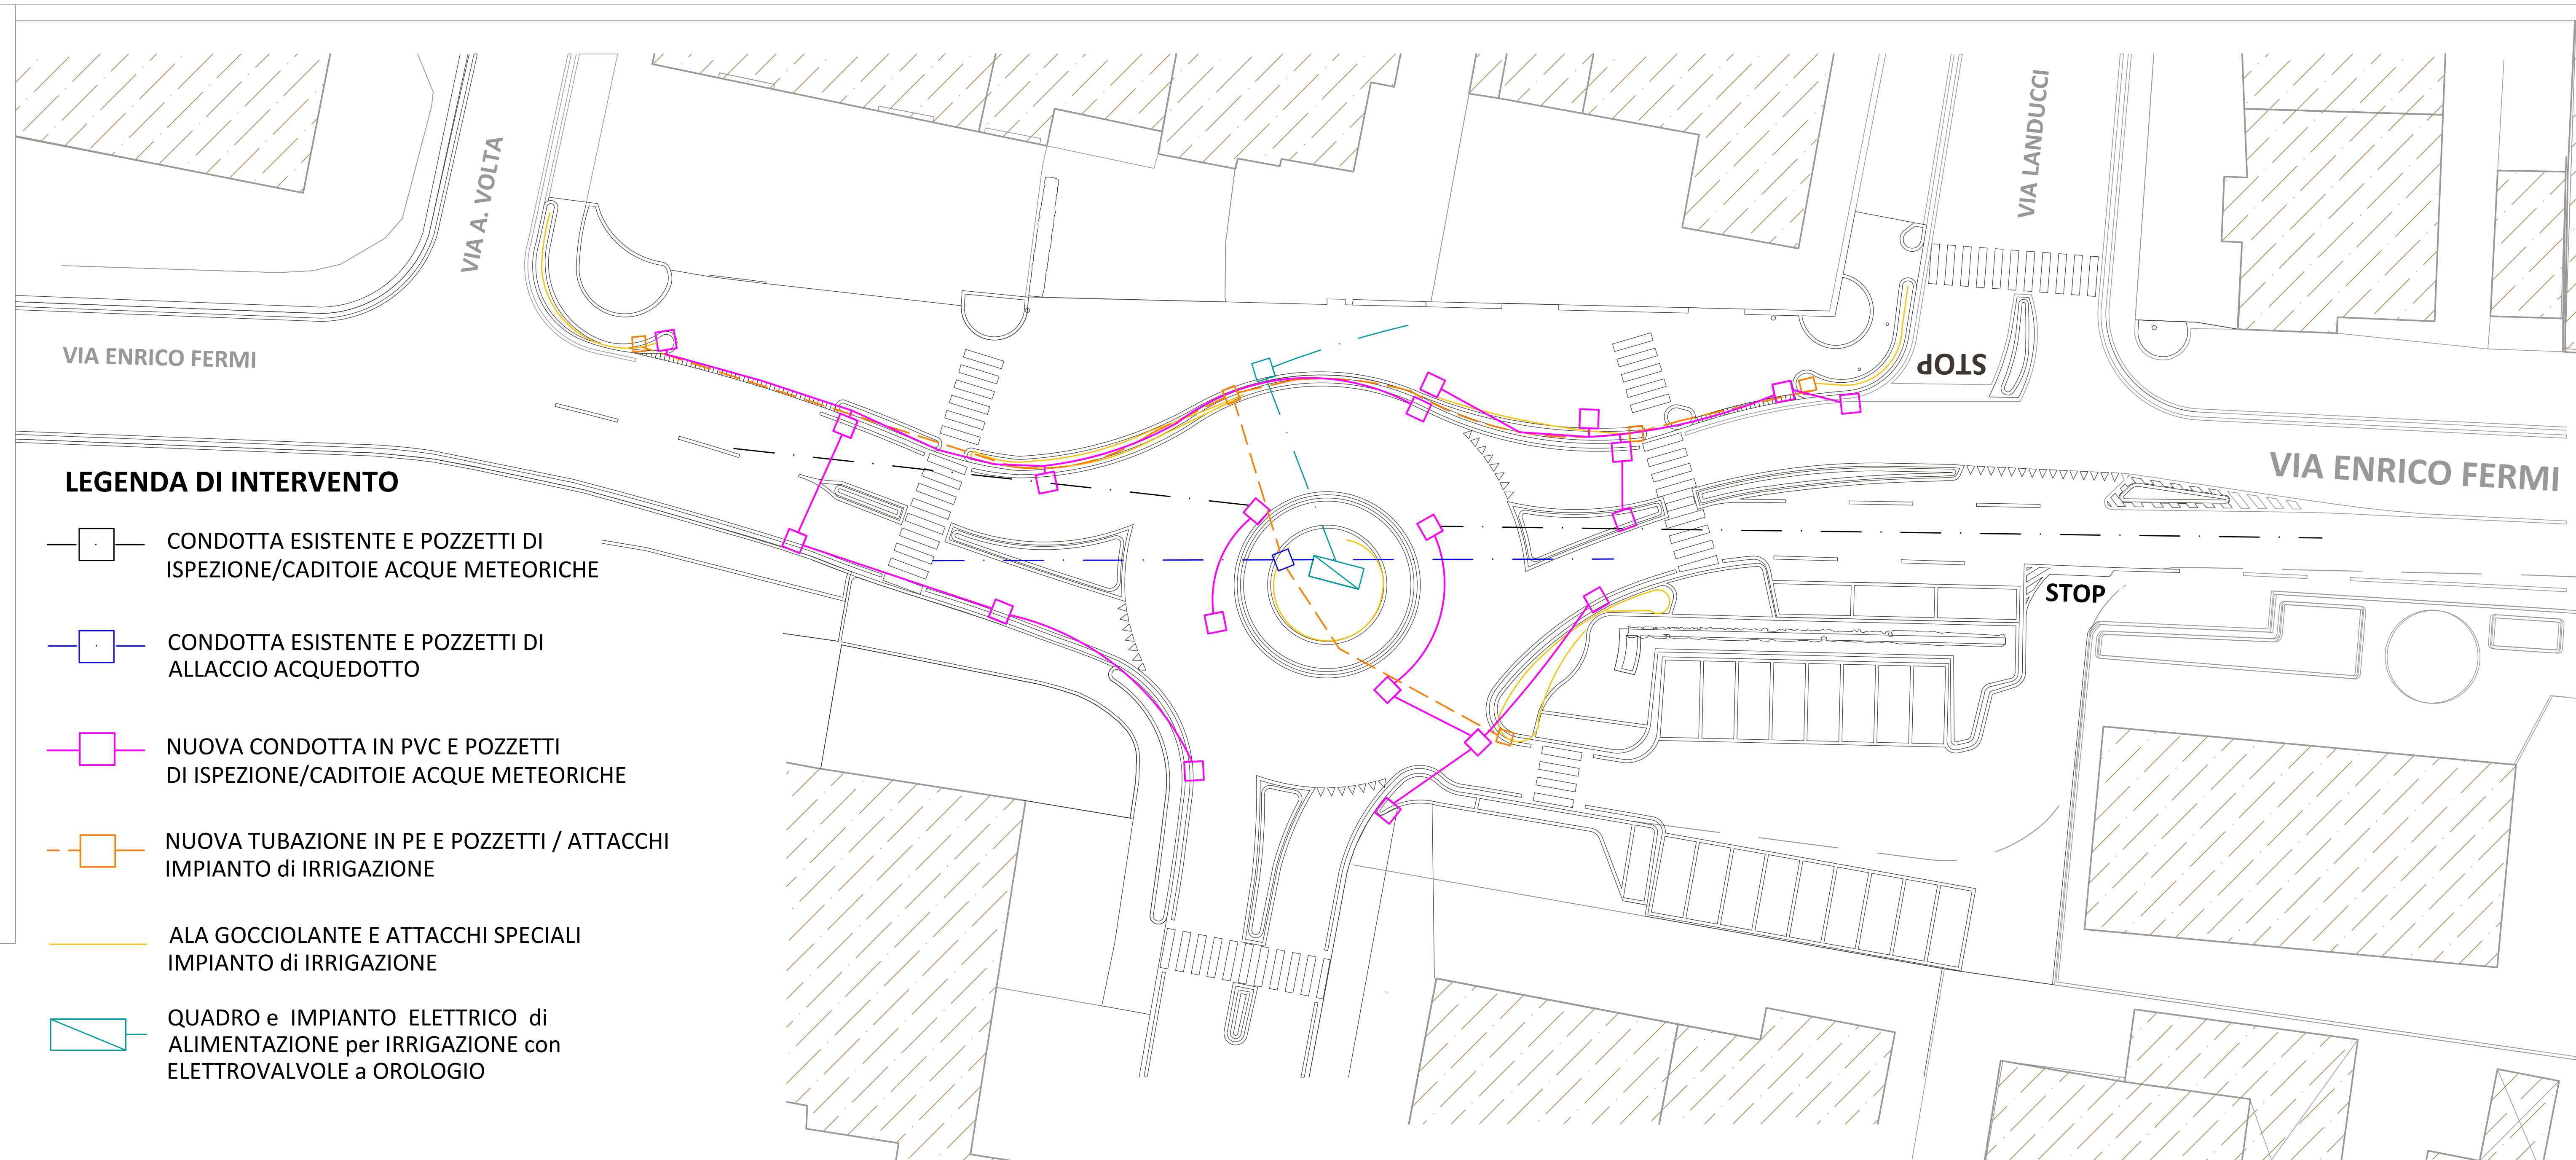 VIA A. VOLTA
VIA LANDUCCI
VIA ENRICO FERMI
STOP
VIA ENRICO FERMI
STOP
LEGENDA DI INTERVENTO
CONDOTTA ESISTENTE E POZZETTI DI
ISPEZIONE/CADITOIE ACQUE METEORICHE
CONDOTTA ESISTENTE E POZZETTI DI
ALLACCIO ACQUEDOTTO
NUOVA CONDOTTA IN PVC E POZZETTI
DI ISPEZIONE/CADITOIE ACQUE METEORICHE
NUOVA TUBAZIONE IN PE E POZZETTI / ATTACCHI
IMPIANTO di IRRIGAZIONE
ALA GOCCIOLANTE E ATTACCHI SPECIALI
IMPIANTO di IRRIGAZIONE
QUADRO e IMPIANTO ELETTRICO di
ALIMENTAZIONE per IRRIGAZIONE con
ELETTROVALVOLE a OROLOGIO